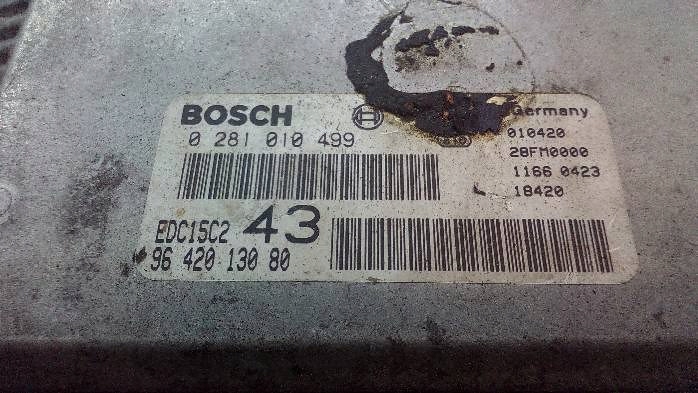 BOSCH
Germany
0 281 010 499
010420
28FM0000
1166 0423
18420
EDC15C2 43
96 420 130 80